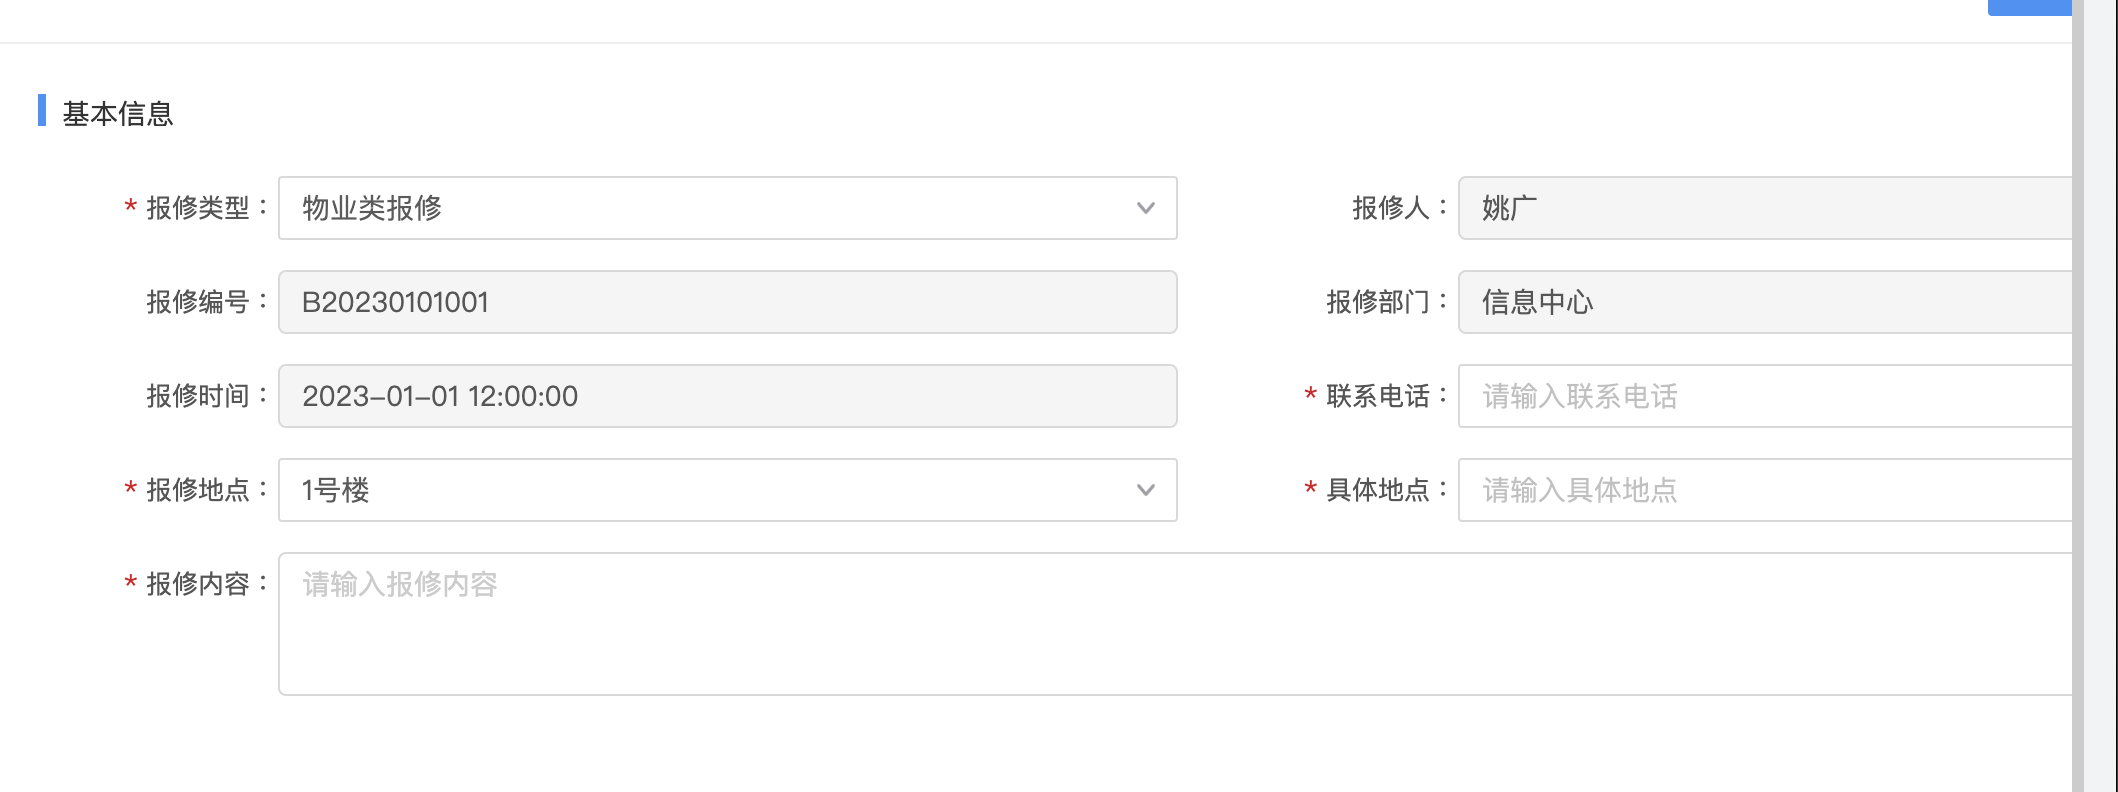 基本信息
* 报修类型： 物业类报修 报修人： 姚广
报修编号： B20230101001 报修部门： 信息中心
报修时间： 2023-01-01 12:00:00 * 联系电话： 请输入联系电话
* 报修地点： 1号楼 * 具体地点： 请输入具体地点
* 报修内容： 请输入报修内容